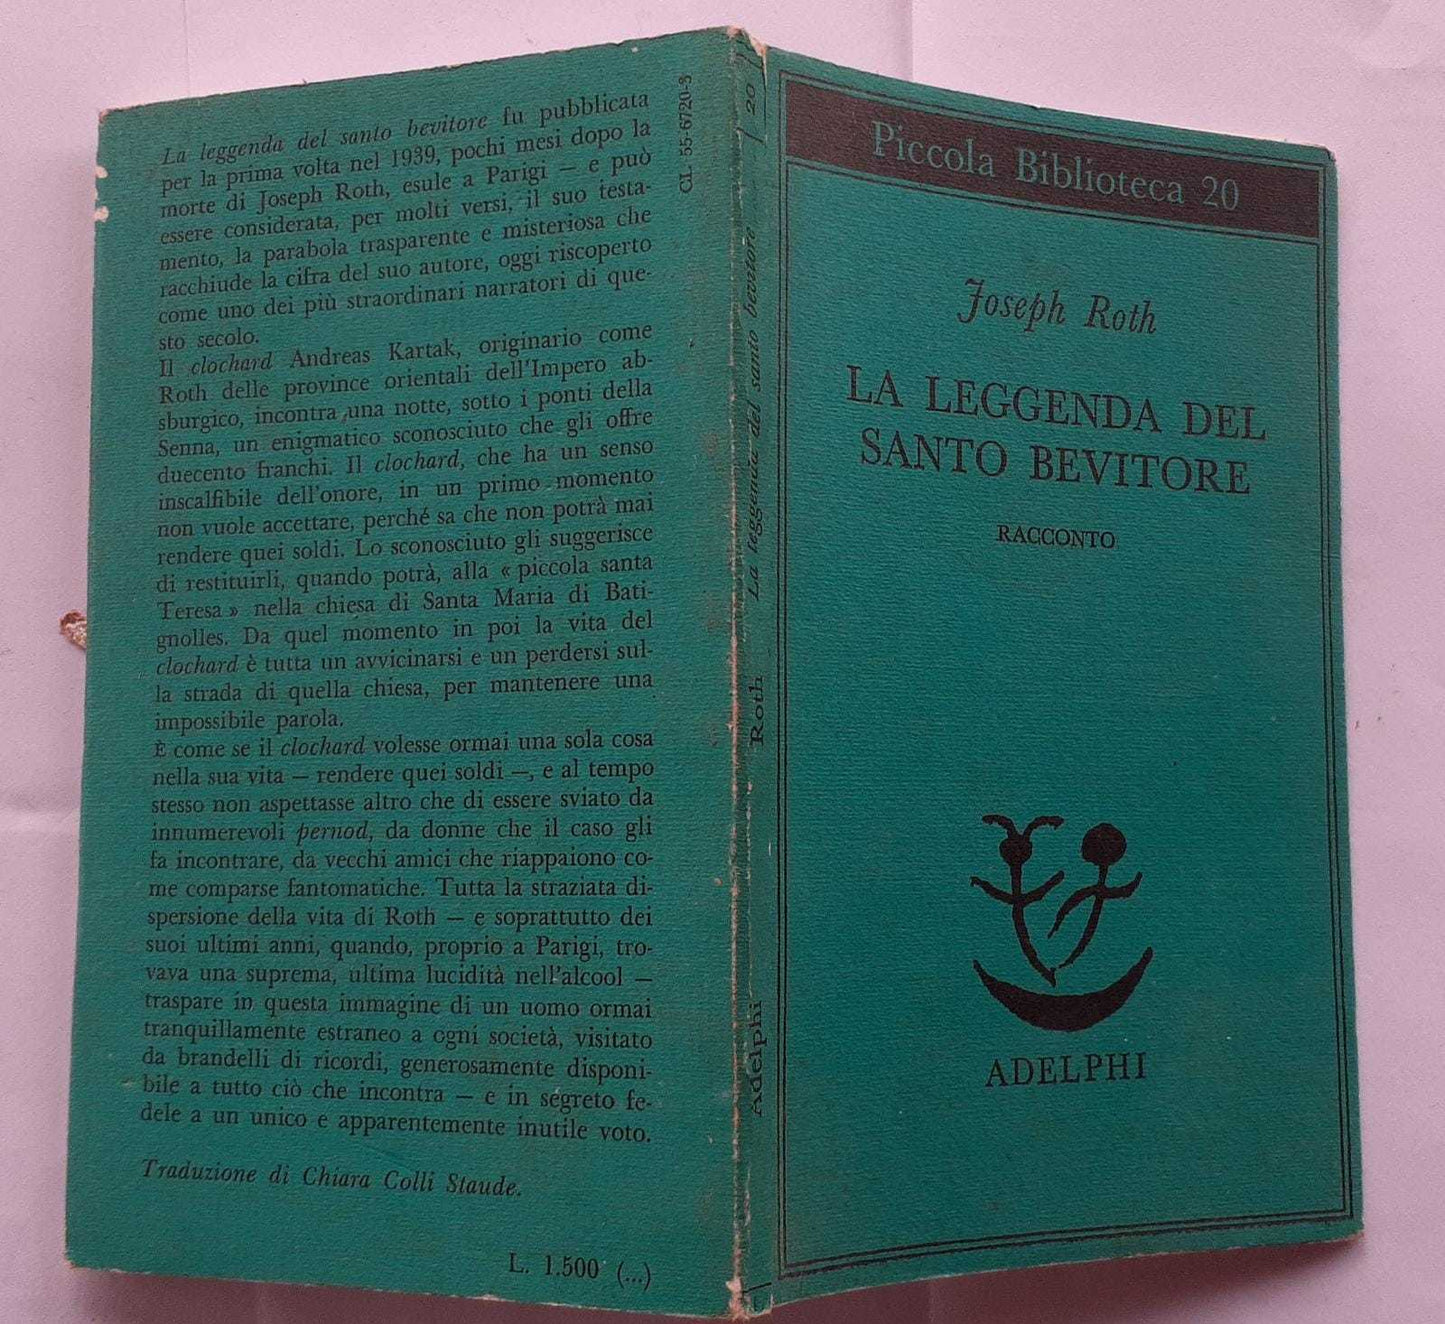 La leggenda del santo bevitore fu pubblicata
per la prima volta nel 1939, pochi mesi dopo la
morte di Joseph Roth, esule a Parigi – e può
essere considerata, per molti versi, il suo testa-
mento, la parabola trasparente e misteriosa che
racchiude la cifra del suo autore, oggi riscoperto
come uno dei più straordinari narratori di que-
sto secolo.
Il clochard Andreas Kartak, originario come
Roth delle province orientali dell'Impero ab-
sburgico, incontra una notte, sotto i ponti della
Senna, un enigmatico sconosciuto che gli offre
duecento franchi. Il clochard, che ha un senso
inscalfibile dell'onore, in un primo momento
non vuole accettare, perché sa che non potrà mai
rendere quei soldi. Lo sconosciuto gli suggerisce
di restituirli, quando potrà, alla « piccola santa
Teresa » nella chiesa di Santa Maria di Bati-
gnolles. Da quel momento in poi la vita del
clochard è tutta un avvicinarsi e un perdersi sul-
la strada di quella chiesa, per mantenere una
impossibile parola.
È come se il clochard volesse ormai una sola cosa
nella sua vita – rendere quei soldi –, e al tempo
stesso non aspettasse altro che di essere sviato da
innumerevoli pernod, da donne che il caso gli
fa incontrare, da vecchi amici che riappaiono co-
me comparse fantomatiche. Tutta la straziata di-
spersione della vita di Roth – e soprattutto dei
suoi ultimi anni, quando, proprio a Parigi, tro-
vava una suprema, ultima lucidità nell'alcool –
traspare in questa immagine di un uomo ormai
tranquillamente estraneo a ogni società, visitato
da brandelli di ricordi, generosamente disponi-
bile a tutto ciò che incontra – e in segreto fe-
dele a un unico e apparentemente inutile voto.
Traduzione di Chiara Colli Staude.
L. 1.500 (...)
CL 55-6720-3
20
La leggenda del santo bevitore
Roth
Adelphi
Piccola Biblioteca 20
Joseph Roth
LA LEGGENDA DEL
SANTO BEVITORE
RACCONTO
ADELPHI